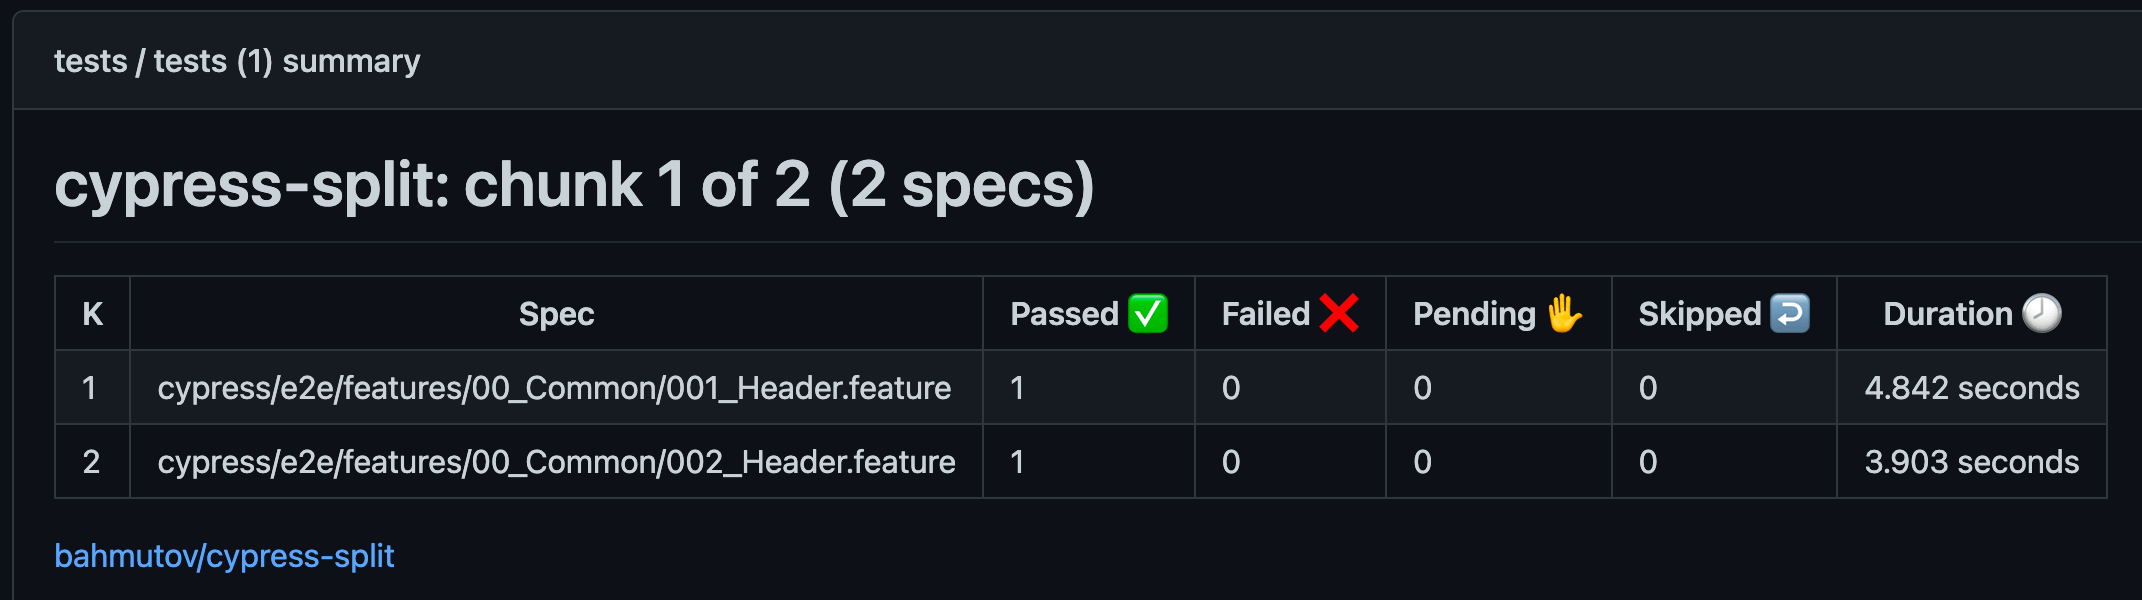 tests / tests (1) summary
cypress-split: chunk 1 of 2 (2 specs)
K Spec Passed ✅ Failed ❌ Pending ✋ Skipped ↩️ Duration 🕗
1 cypress/e2e/features/00_Common/001_Header.feature 1 0 0 0 4.842 seconds
2 cypress/e2e/features/00_Common/002_Header.feature 1 0 0 0 3.903 seconds
bahmutov/cypress-split